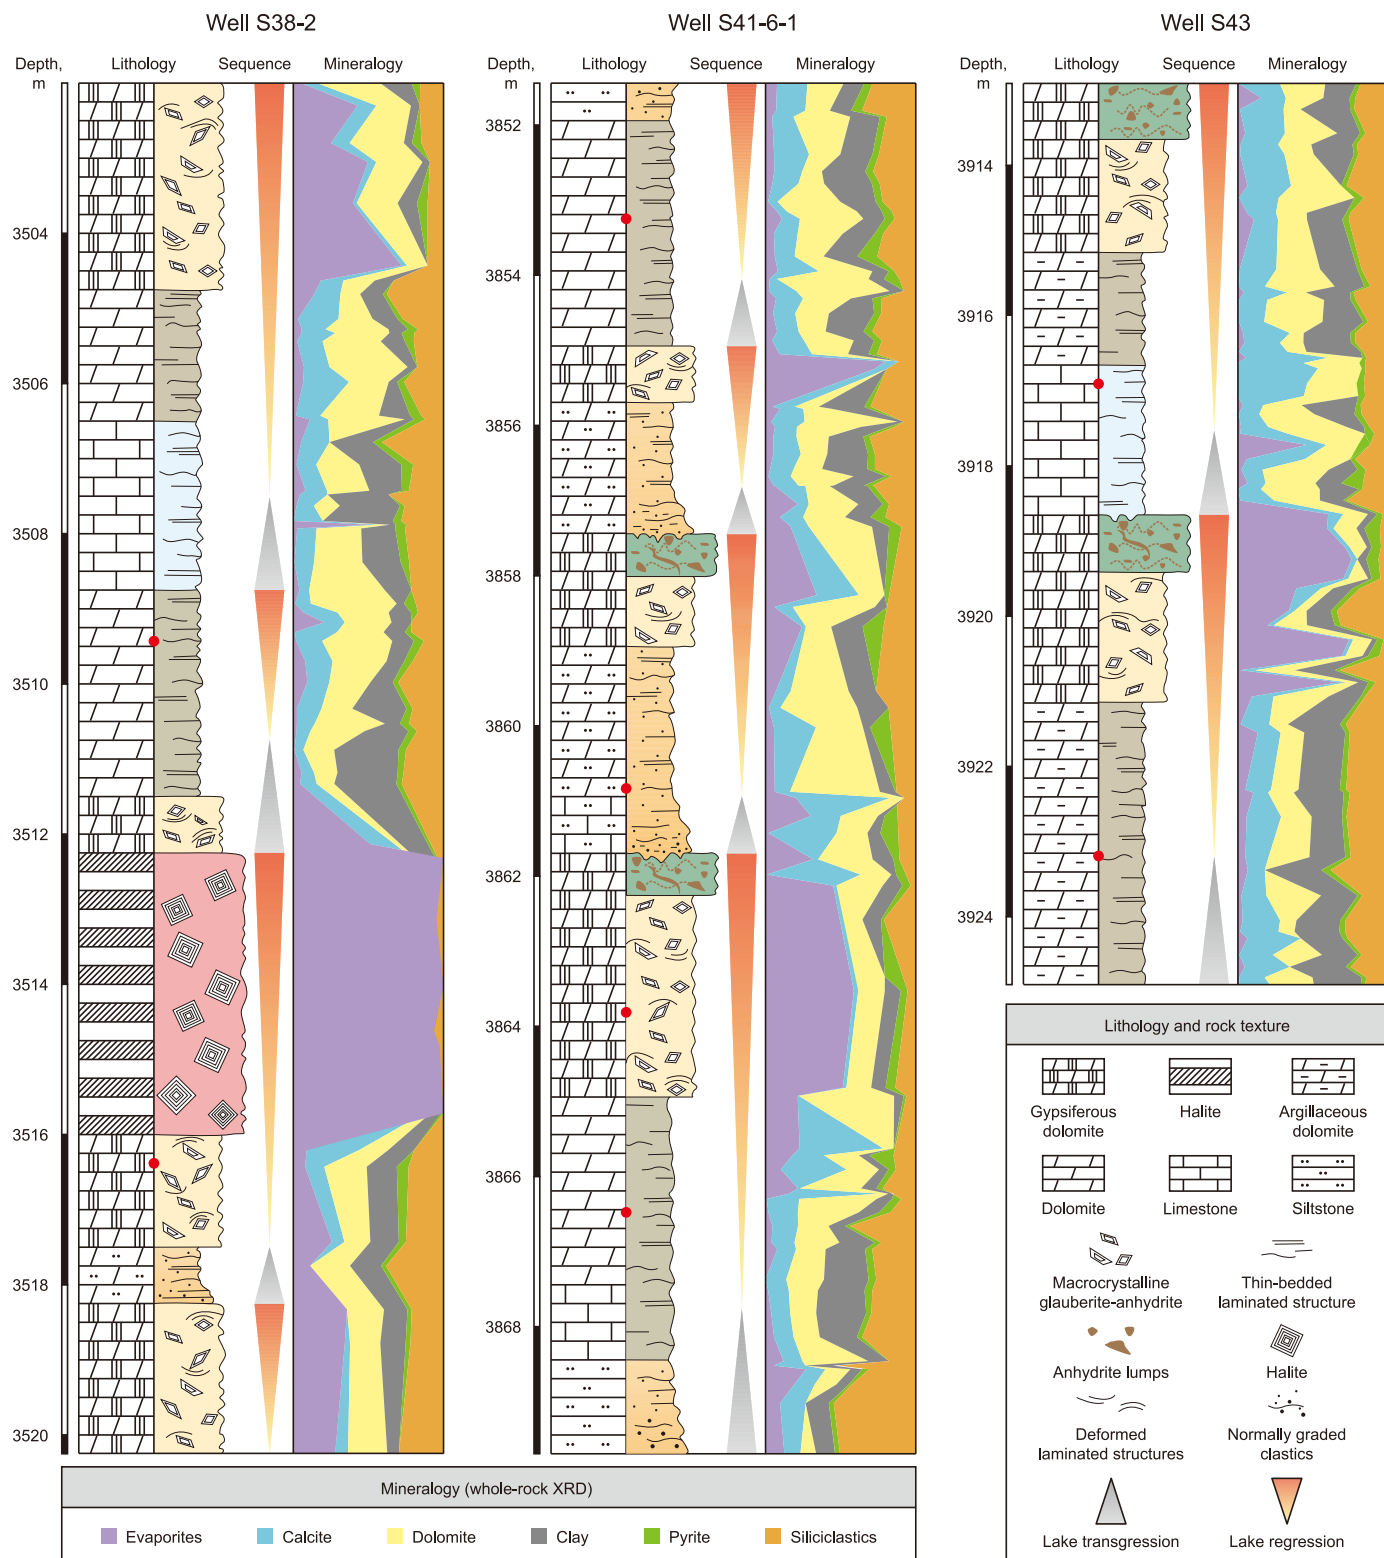 Well S38-2
Well S41-6-1
Well S43
Depth, m
Lithology
Sequence
Mineralogy
Depth, m
Lithology
Sequence
Mineralogy
Depth, m
Lithology
Sequence
Mineralogy
3504
3506
3508
3510
3512
3514
3516
3518
3520
3852
3854
3856
3858
3860
3862
3864
3866
3868
3914
3916
3918
3920
3922
3924
Lithology and rock texture
Gypsiferous
dolomite
Halite
Argillaceous
dolomite
Dolomite
Limestone
Siltstone
Macrocrystalline
glauberite-anhydrite
Thin-bedded
laminated structure
Anhydrite lumps
Halite
Deformed
laminated structures
Normally graded
clastics
Lake transgression
Lake regression
Mineralogy (whole-rock XRD)
Evaporites
Calcite
Dolomite
Clay
Pyrite
Siliciclastics